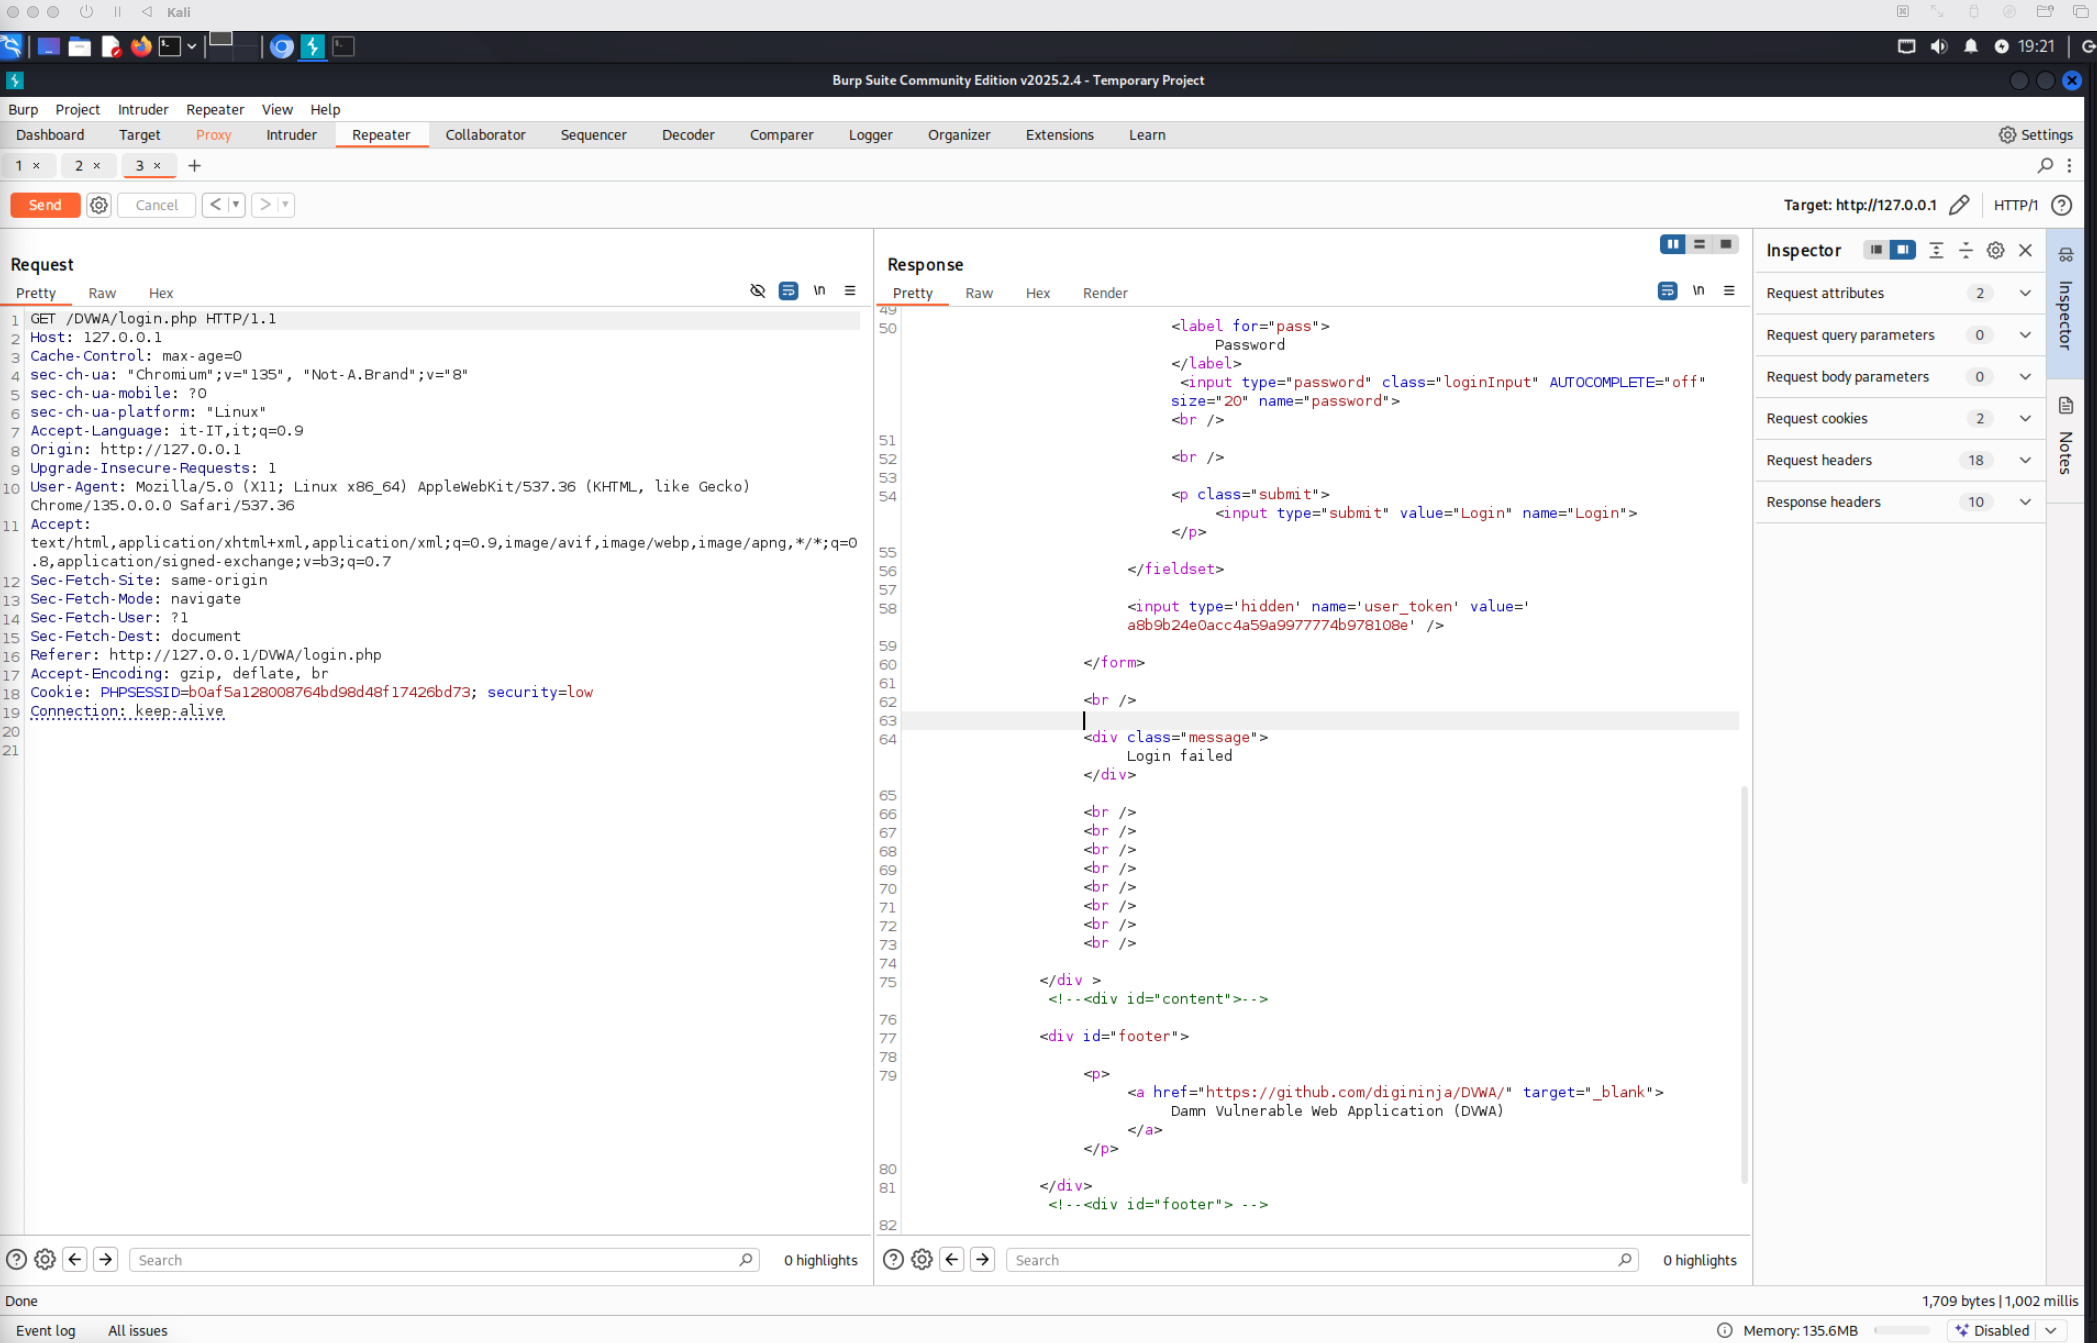 Kali
19:21
Burp Suite Community Edition v2025.2.4 - Temporary Project
Burp Project Intruder Repeater View Help
Dashboard Target Proxy Intruder Repeater Collaborator Sequencer Decoder Comparer Logger Organizer Extensions Learn Settings
1 × 2 × 3 × +
Send Cancel < > Target: http://127.0.0.1 HTTP/1
Request
Pretty Raw Hex \n
1 GET /DVWA/login.php HTTP/1.1
2 Host: 127.0.0.1
3 Cache-Control: max-age=0
4 sec-ch-ua: "Chromium";v="135", "Not-A.Brand";v="8"
5 sec-ch-ua-mobile: ?0
6 sec-ch-ua-platform: "Linux"
7 Accept-Language: it-IT,it;q=0.9
8 Origin: http://127.0.0.1
9 Upgrade-Insecure-Requests: 1
10 User-Agent: Mozilla/5.0 (X11; Linux x86_64) AppleWebKit/537.36 (KHTML, like Gecko)
Chrome/135.0.0.0 Safari/537.36
11 Accept:
text/html,application/xhtml+xml,application/xml;q=0.9,image/avif,image/webp,image/apng,*/*;q=0
.8,application/signed-exchange;v=b3;q=0.7
12 Sec-Fetch-Site: same-origin
13 Sec-Fetch-Mode: navigate
14 Sec-Fetch-User: ?1
15 Sec-Fetch-Dest: document
16 Referer: http://127.0.0.1/DVWA/login.php
17 Accept-Encoding: gzip, deflate, br
18 Cookie: PHPSESSID=b0af5a128008764bd98d48f17426bd73; security=low
19 Connection: keep-alive
20
21
Search 0 highlights
Response
Pretty Raw Hex Render \n
49
50 <label for="pass">
Password
</label>
<input type="password" class="loginInput" AUTOCOMPLETE="off"
size="20" name="password">
<br />
51
52 <br />
53
54 <p class="submit">
<input type="submit" value="Login" name="Login">
</p>
55
56 </fieldset>
57
58 <input type='hidden' name='user_token' value='
a8b9b24e0acc4a59a9977774b978108e' />
59
60 </form>
61
62 <br />
63
64 <div class="message">
Login failed
</div>
65
66 <br />
67 <br />
68 <br />
69 <br />
70 <br />
71 <br />
72 <br />
73 <br />
74
75 </div >
<!--<div id="content">-->
76
77 <div id="footer">
78
79 <p>
<a href="https://github.com/digininja/DVWA/" target="_blank">
Damn Vulnerable Web Application (DVWA)
</a>
</p>
80
81 </div>
<!--<div id="footer"> -->
82
Search 0 highlights
Inspector
Request attributes 2
Request query parameters 0
Request body parameters 0
Request cookies 2
Request headers 18
Response headers 10
Inspector
Notes
Done 1,709 bytes | 1,002 millis
Event log All issues Memory: 135.6MB Disabled